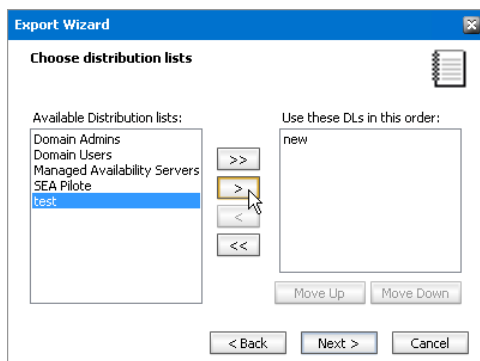 Export Wizard
Choose distribution lists
Available Distribution lists:
Domain Admins
Domain Users
Managed Availability Servers
SEA Pilote
test
>>
>
<
<<
Use these DLs in this order:
new
Move Up
Move Down
< Back
Next >
Cancel